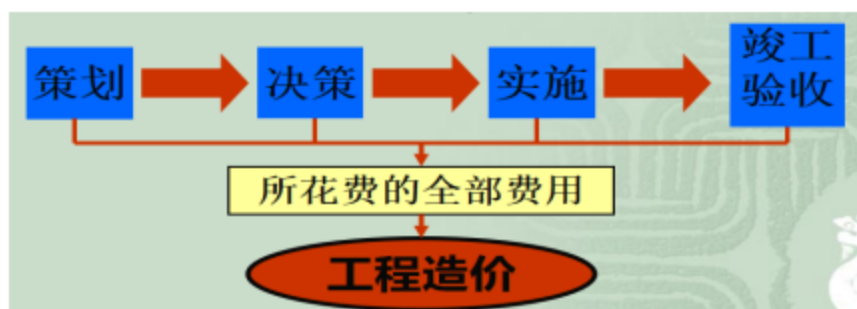 策划
决策
实施
竣工
验收
所花费的全部费用
工程造价